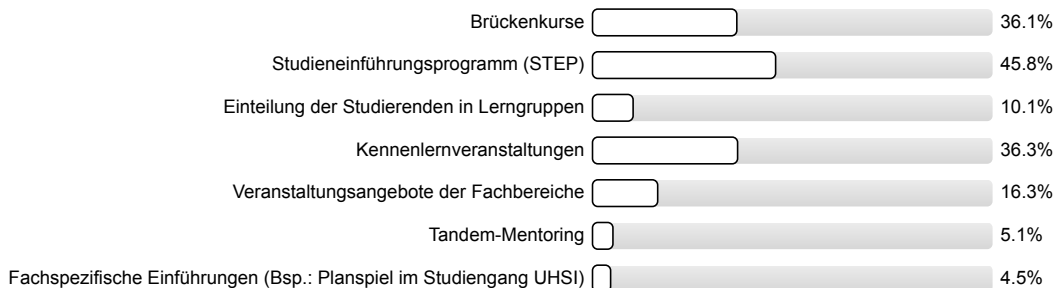 Brückenkurse 36.1%
Studieneinführungsprogramm (STEP) 45.8%
Einteilung der Studierenden in Lerngruppen 10.1%
Kennenlernveranstaltungen 36.3%
Veranstaltungsangebote der Fachbereiche 16.3%
Tandem-Mentoring 5.1%
Fachspezifische Einführungen (Bsp.: Planspiel im Studiengang UHSI) 4.5%